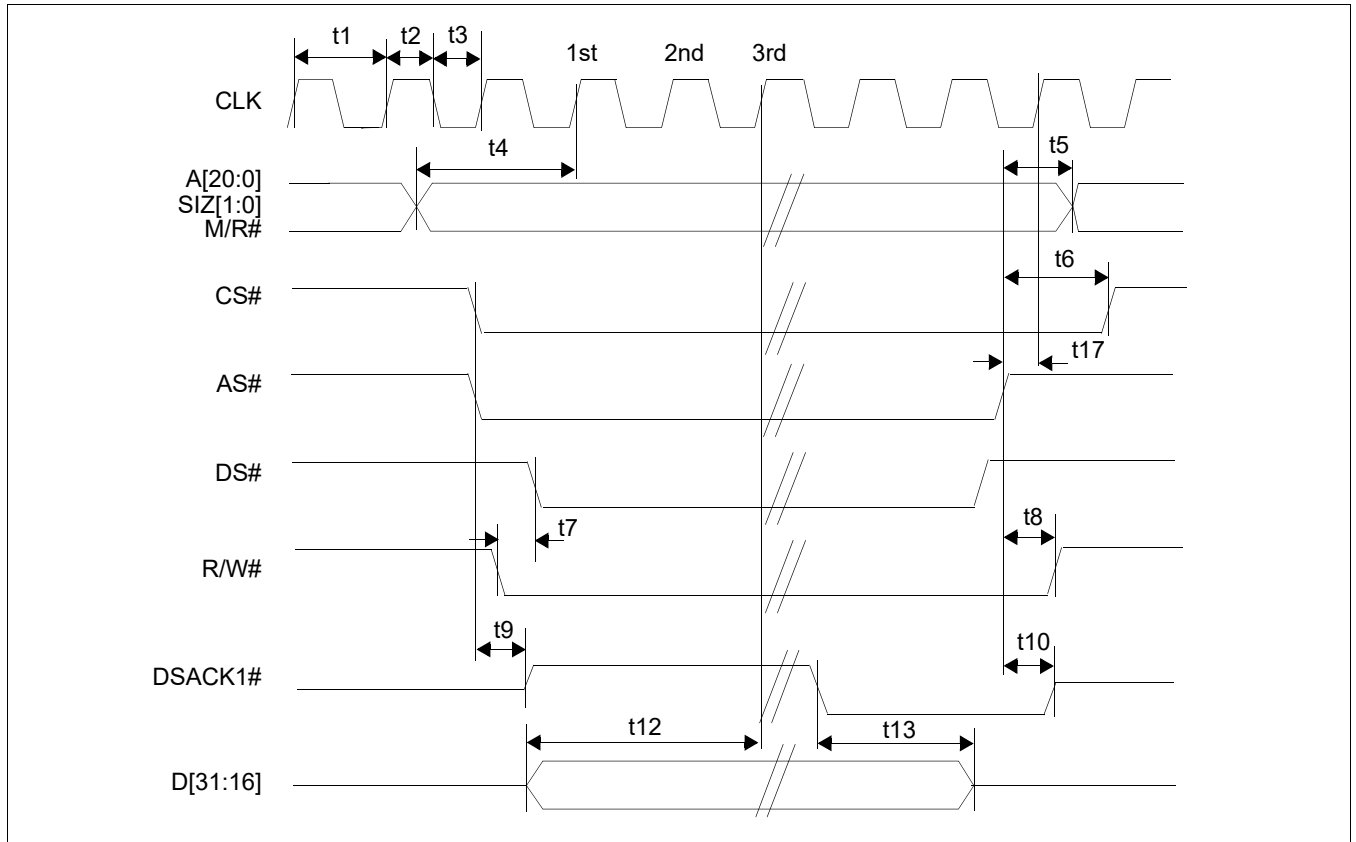 t1
t2
t3
1st
2nd
3rd
CLK
t4
t5
A[20:0]
SIZ[1:0]
M/R#
t6
CS#
t17
AS#
DS#
t7
t8
R/W#
t9
t10
DSACK1#
t12
t13
D[31:16]